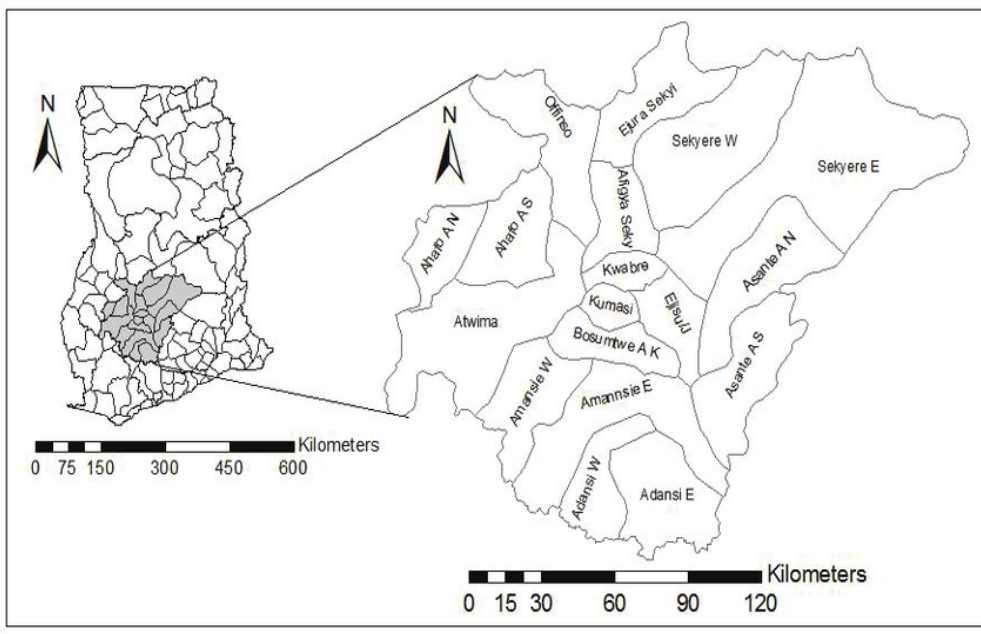 N
Kilometers
0 75 150 300 450 600
N
Offinso
Ejura Sekyi
Sekyere W
Sekyere E
Afigya Seky
Ahafo A N
Ahafo A S
Asante A N
Kwabre
Kumasi
Ejisu/J
Atwima
Bosumtwe A K
Asante A S
Amansie W
Amannsie E
Adansi W
Adansi E
Kilometers
0 15 30 60 90 120